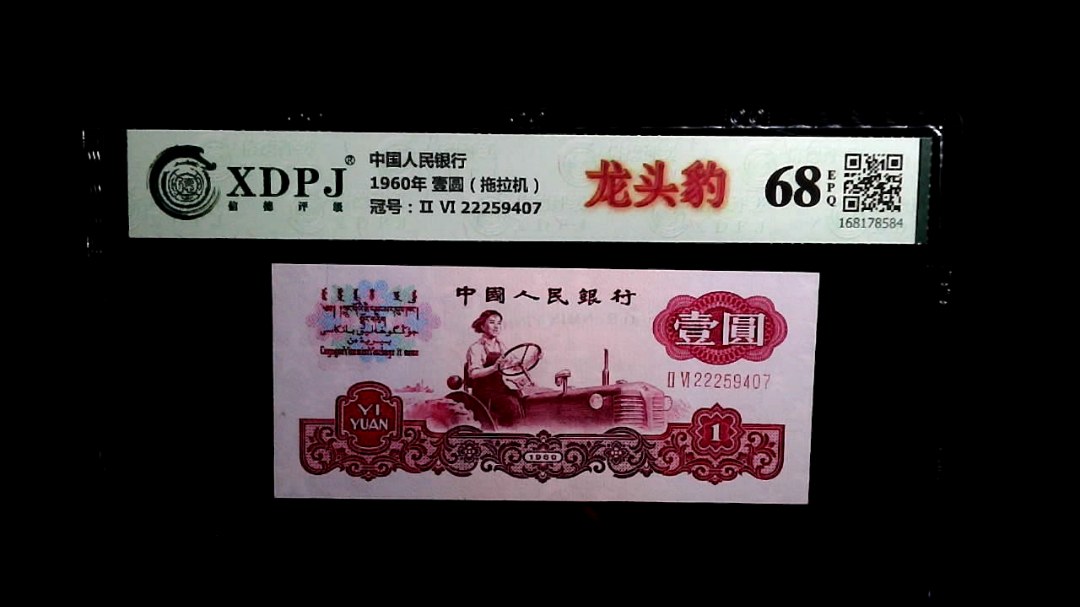 XDPJ®
信德评级
中国人民银行
1960年 壹圆（拖拉机）
冠号：II VI 22259407
龙头豹
68
EPQ
168178584
中國人民銀行
壹圓
II VI 22259407
YI
YUAN
1
1960